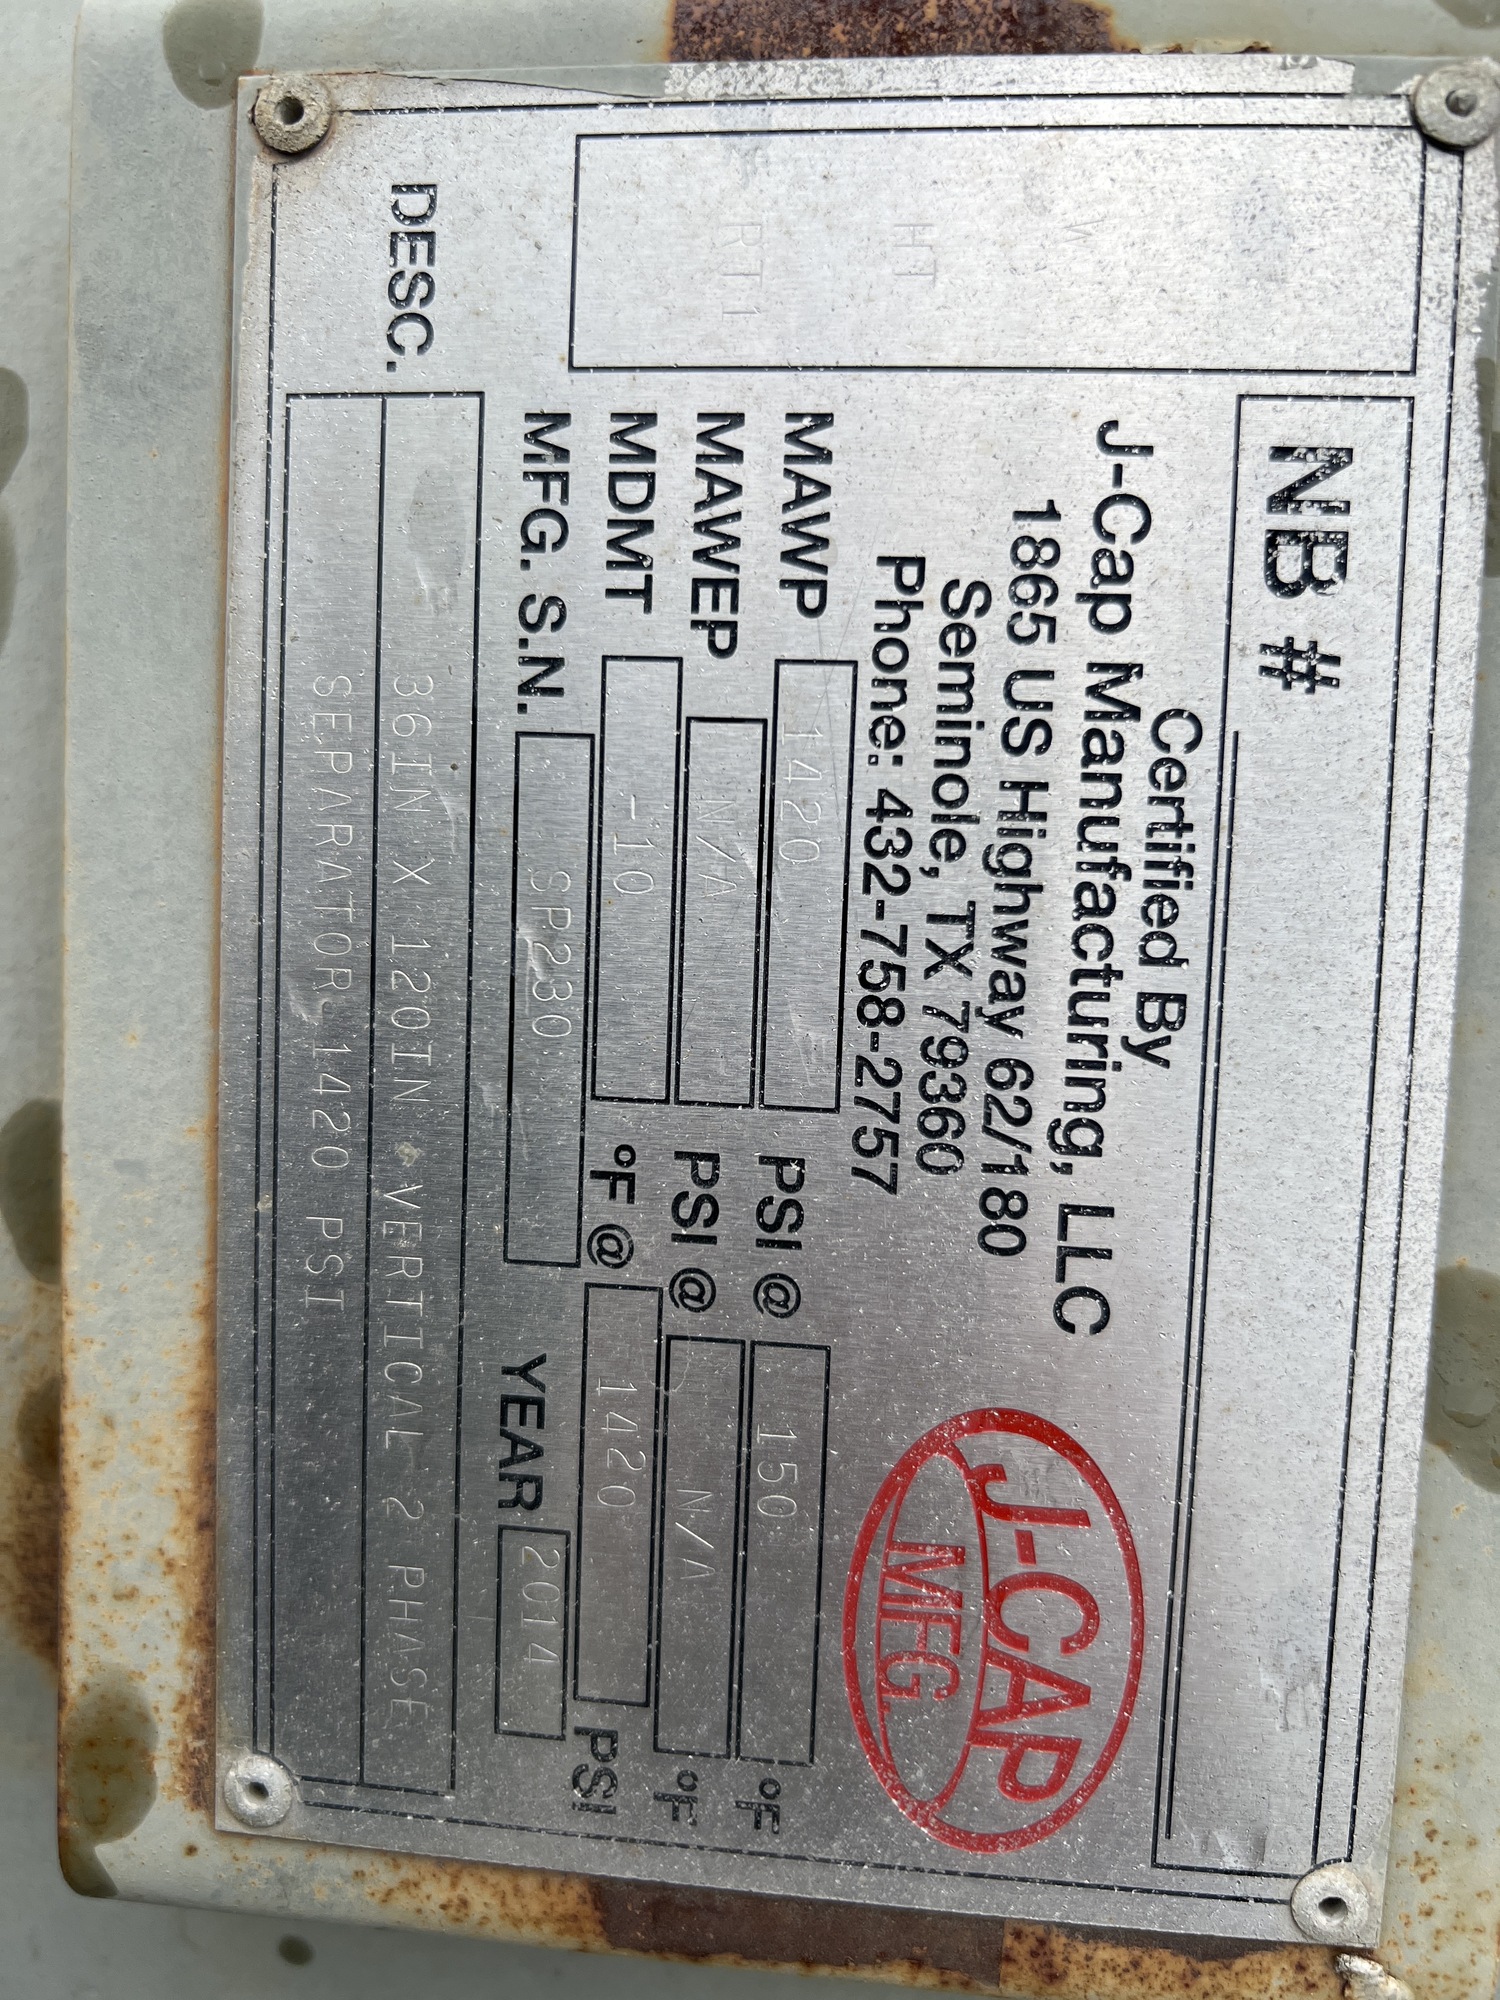 NB #
W
HT
RT1
Certified By
J-Cap Manufacturing, LLC
1865 US Highway 62/180
Seminole, TX 79360
Phone: 432-758-2757
J-CAP
MFG.
MAWP 1420 PSI @ 150 °F
MAWEP N/A PSI @ N/A °F
MDMT -10 °F @ 1420 PSI
MFG. S.N. SP230 YEAR 2014
DESC. 36IN X 120IN VERTICAL 2 PHASE
SEPARATOR 1420 PSI